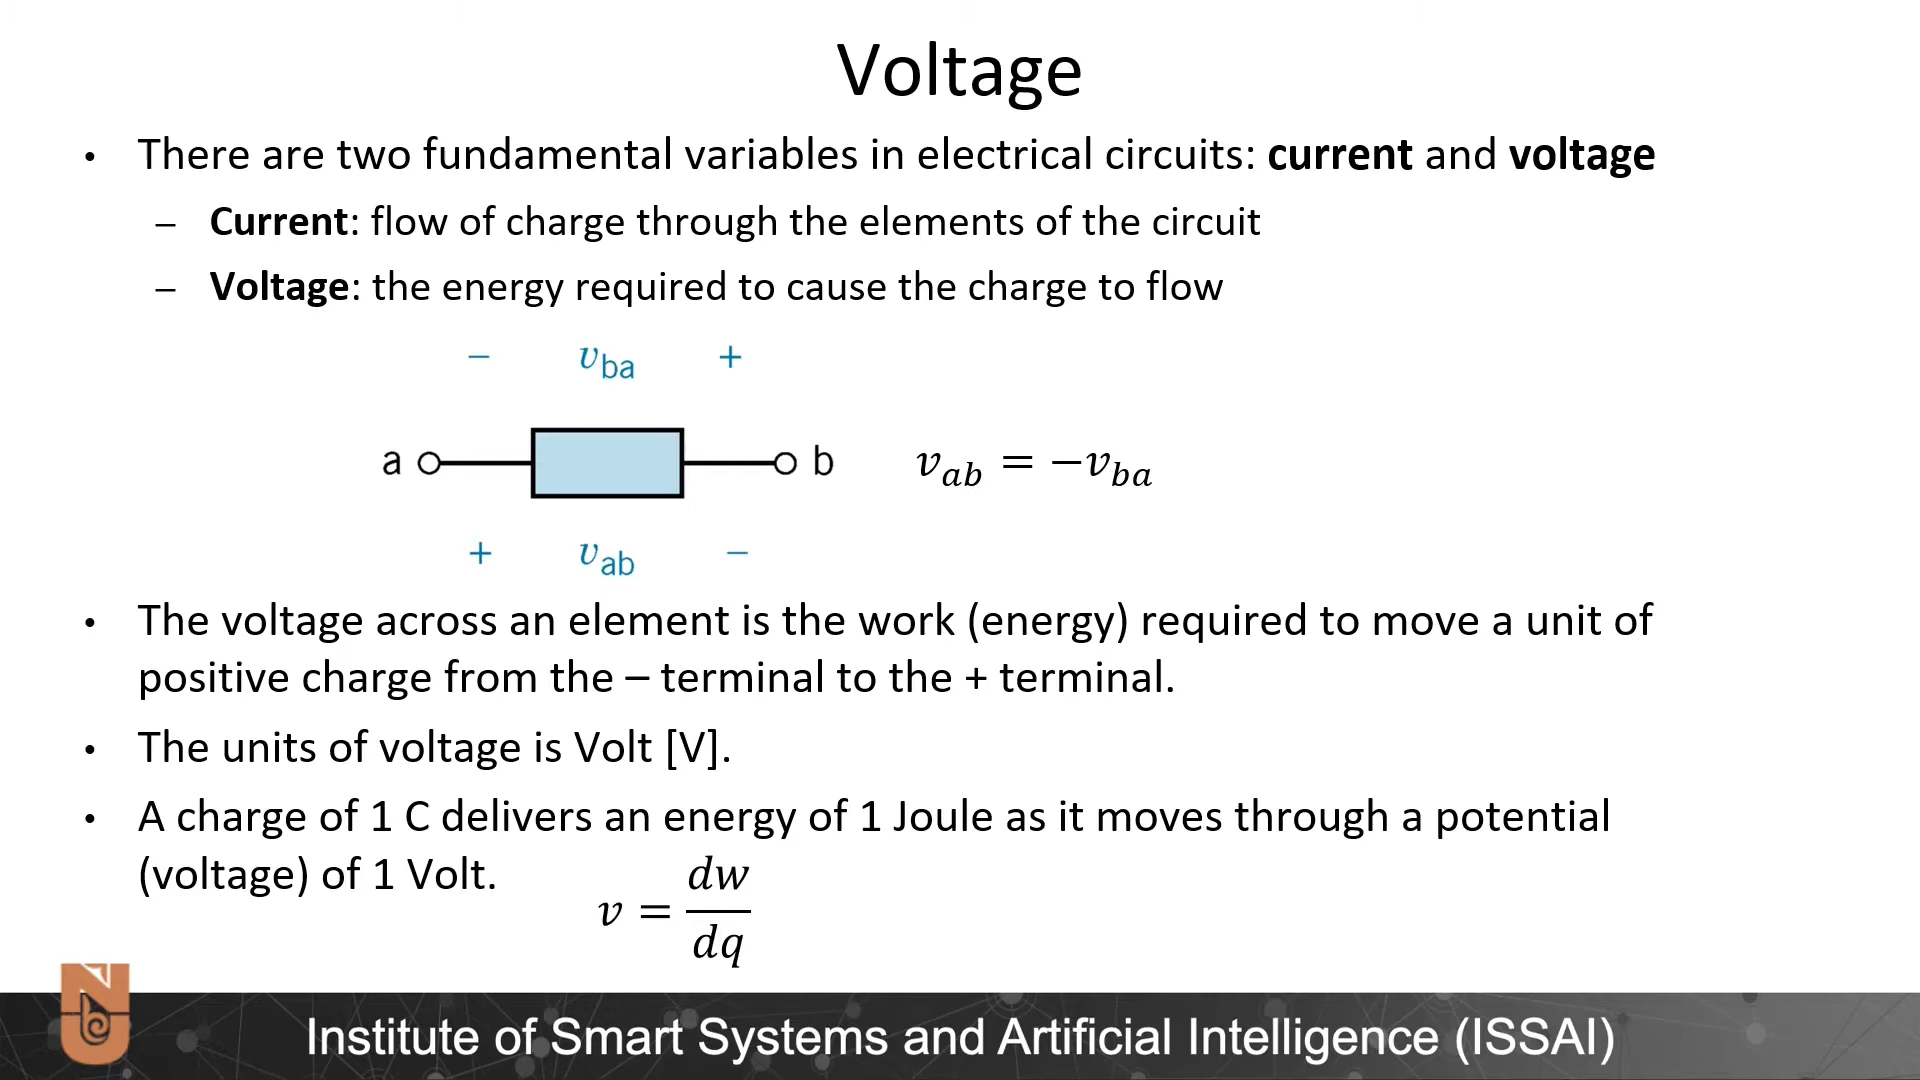 Voltage
• There are two fundamental variables in electrical circuits: current and voltage
– Current: flow of charge through the elements of the circuit
– Voltage: the energy required to cause the charge to flow
− v_ba +
a b v_ab = −v_ba
+ v_ab −
• The voltage across an element is the work (energy) required to move a unit of
positive charge from the – terminal to the + terminal.
• The units of voltage is Volt [V].
• A charge of 1 C delivers an energy of 1 Joule as it moves through a potential
(voltage) of 1 Volt.
v = dw/dq
Institute of Smart Systems and Artificial Intelligence (ISSAI)